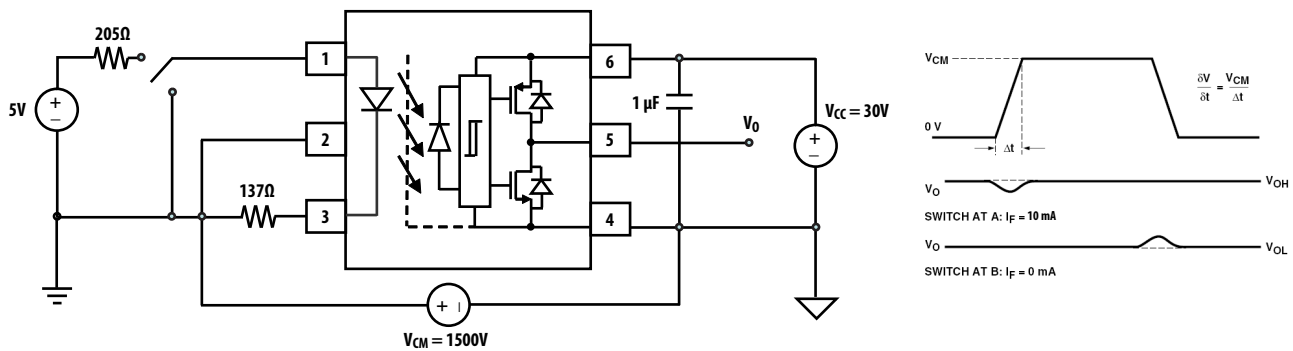 205Ω
5V
+
−
1
2
3
137Ω
6
5
4
1 µF
V_O
V_CC = 30V
+
−
+ −
V_CM = 1500V
V_CM
0 V
Δt
δV/δt = V_CM/Δt
V_O
V_OH
SWITCH AT A: I_F = 10 mA
V_O
V_OL
SWITCH AT B: I_F = 0 mA